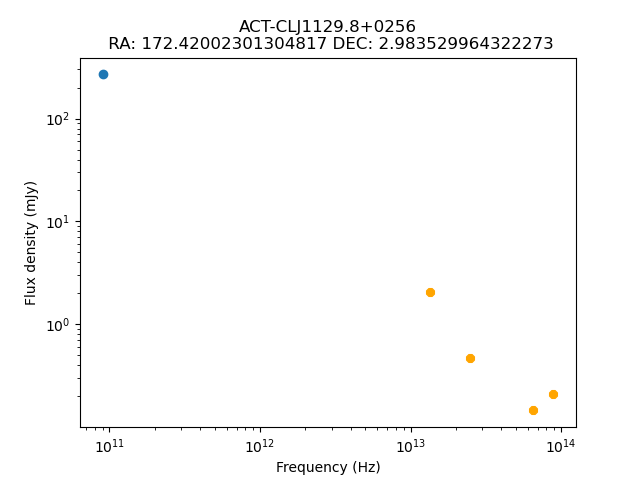 ACT-CLJ1129.8+0256
RA: 172.42002301304817 DEC: 2.983529964322273
Flux density (mJy)
10²
10¹
10⁰
10¹¹
10¹²
10¹³
10¹⁴
Frequency (Hz)